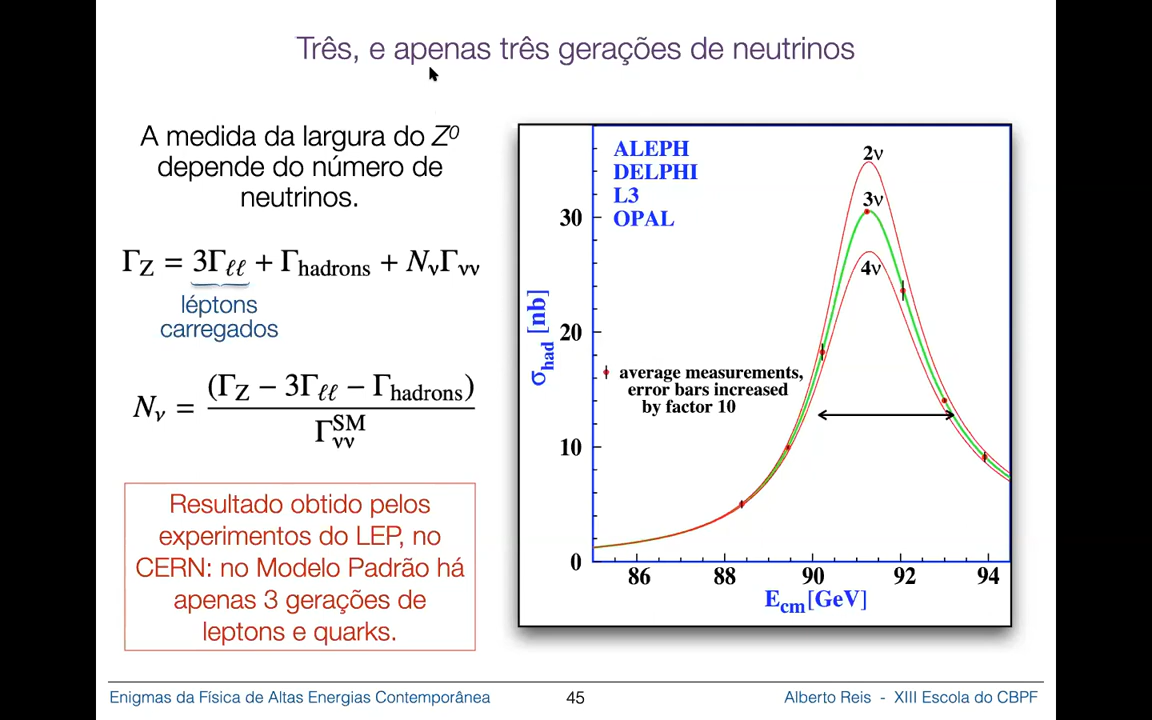 Três, e apenas três gerações de neutrinos
A medida da largura do Z⁰
depende do número de
neutrinos.
Γ_Z = 3Γ_ℓℓ + Γ_hadrons + N_νΓ_νν
léptons
carregados
N_ν = (Γ_Z − 3Γ_ℓℓ − Γ_hadrons) / Γ_νν^SM
Resultado obtido pelos
experimentos do LEP, no
CERN: no Modelo Padrão há
apenas 3 gerações de
leptons e quarks.
ALEPH
DELPHI
L3
OPAL
2ν
3ν
4ν
30
20
10
0
σ_had [nb]
average measurements,
error bars increased
by factor 10
86 88 90 92 94
E_cm [GeV]
Enigmas da Física de Altas Energias Contemporânea 45 Alberto Reis - XIII Escola do CBPF